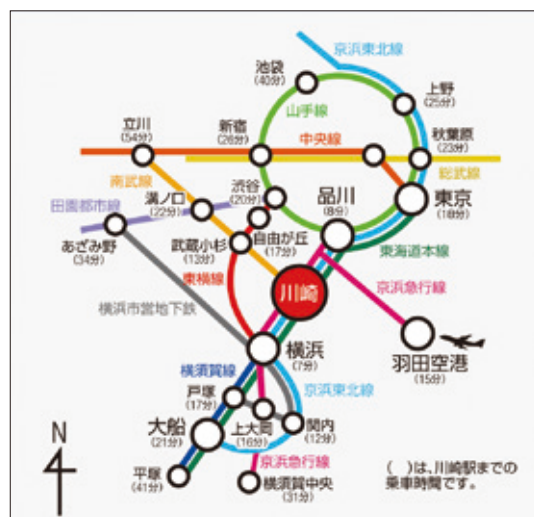 京浜東北線
池袋
(40分)
上野
(25分)
山手線
立川
(54分)
新宿
(26分)
中央線
秋葉原
(23分)
総武線
南武線
渋谷
(20分)
品川
(8分)
東京
(18分)
溝ノ口
(22分)
田園都市線
あざみ野
(34分)
武蔵小杉
(13分)
自由が丘
(17分)
東海道本線
東横線
川崎
京浜急行線
横浜市営地下鉄
横浜
(7分)
羽田空港
(15分)
横須賀線
戸塚
(17分)
京浜東北線
大船
(21分)
上大岡
(16分)
関内
(12分)
N
京浜急行線
平塚
(41分)
横須賀中央
(31分)
( )は、川崎駅までの
乗車時間です。